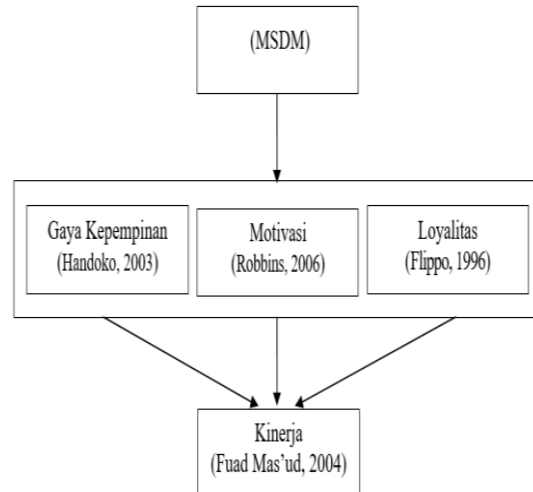 (MSDM)
Gaya Kepempinan
(Handoko, 2003)
Motivasi
(Robbins, 2006)
Loyalitas
(Flippo, 1996)
Kinerja
(Fuad Mas’ud, 2004)